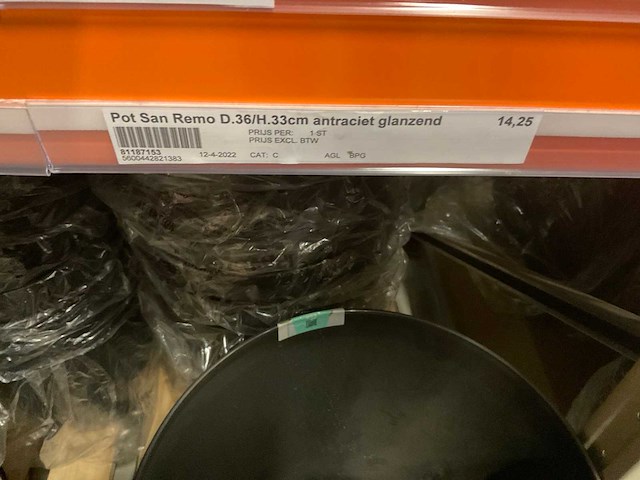 Pot San Remo D.36/H.33cm antraciet glanzend 14,25
PRIJS PER: 1-ST
PRIJS EXCL. BTW
81187153
5600442821383 12-4-2022 CAT: C AGL BPG